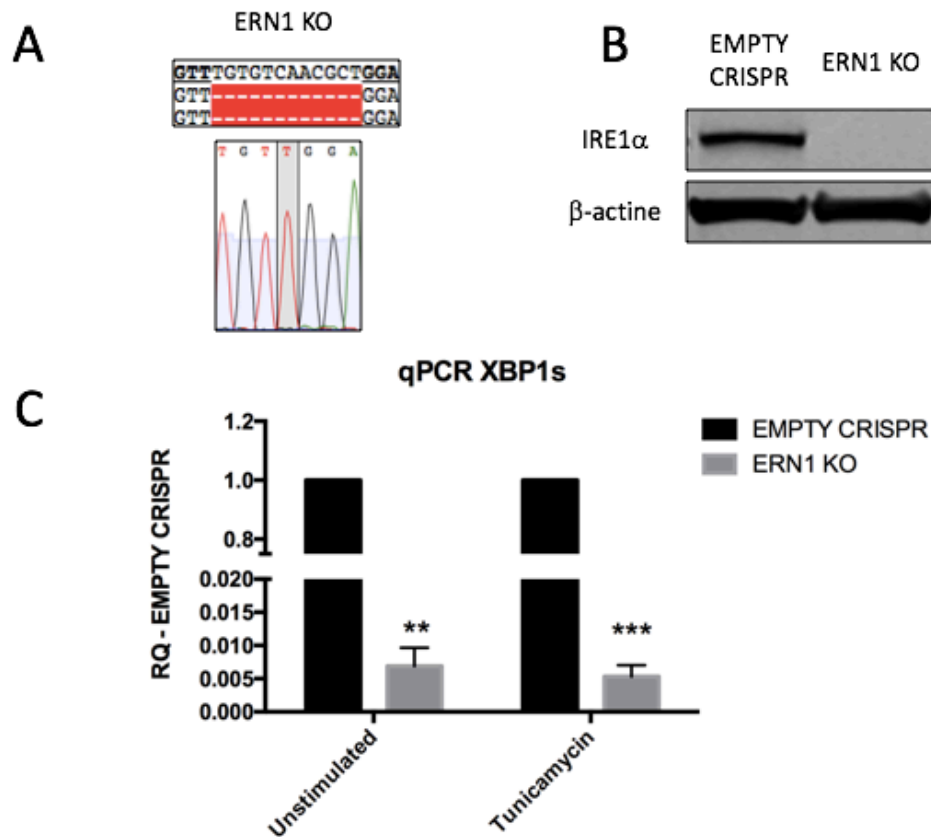 A
ERN1 KO
GTTTGTGTCAACGCTGGA
GTT------------GGA
GTT------------GGA
T G T T G G A
B
EMPTY CRISPR
ERN1 KO
IRE1α
β-actine
C
qPCR XBP1s
RQ - EMPTY CRISPR
1.2
1.0
0.8
0.020
0.015
0.010
0.005
0.000
**
***
Unstimulated
Tunicamycin
EMPTY CRISPR
ERN1 KO